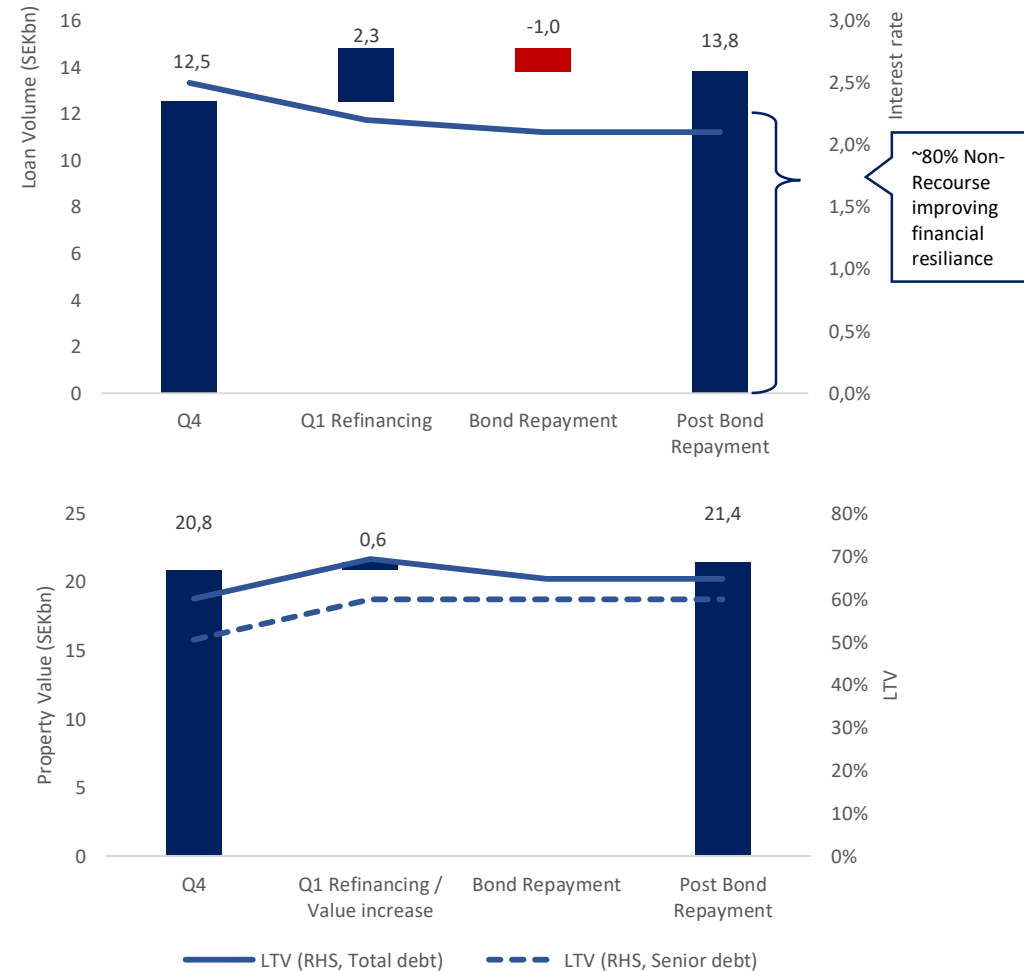 Loan Volume (SEKbn)
16
14
12
10
8
6
4
2
0
12,5
2,3
-1,0
13,8
3,0%
2,5%
2,0%
1,5%
1,0%
0,5%
0,0%
Interest rate
~80% Non-
Recourse
improving
financial
resiliance
Q4
Q1 Refinancing
Bond Repayment
Post Bond
Repayment
Property Value (SEKbn)
25
20
15
10
5
0
20,8
0,6
21,4
80%
70%
60%
50%
40%
30%
20%
10%
0%
LTV
Q4
Q1 Refinancing /
Value increase
Bond Repayment
Post Bond
Repayment
LTV (RHS, Total debt)
LTV (RHS, Senior debt)